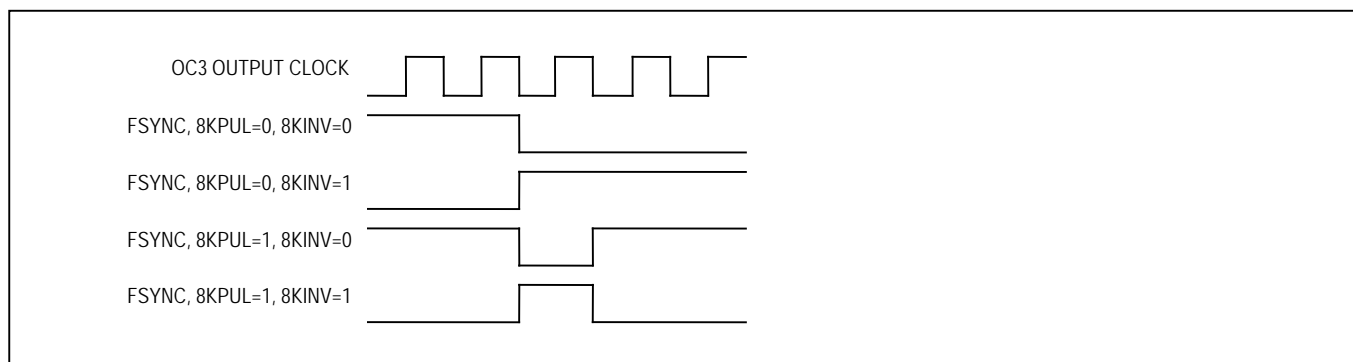 OC3 OUTPUT CLOCK
FSYNC, 8KPUL=0, 8KINV=0
FSYNC, 8KPUL=0, 8KINV=1
FSYNC, 8KPUL=1, 8KINV=0
FSYNC, 8KPUL=1, 8KINV=1